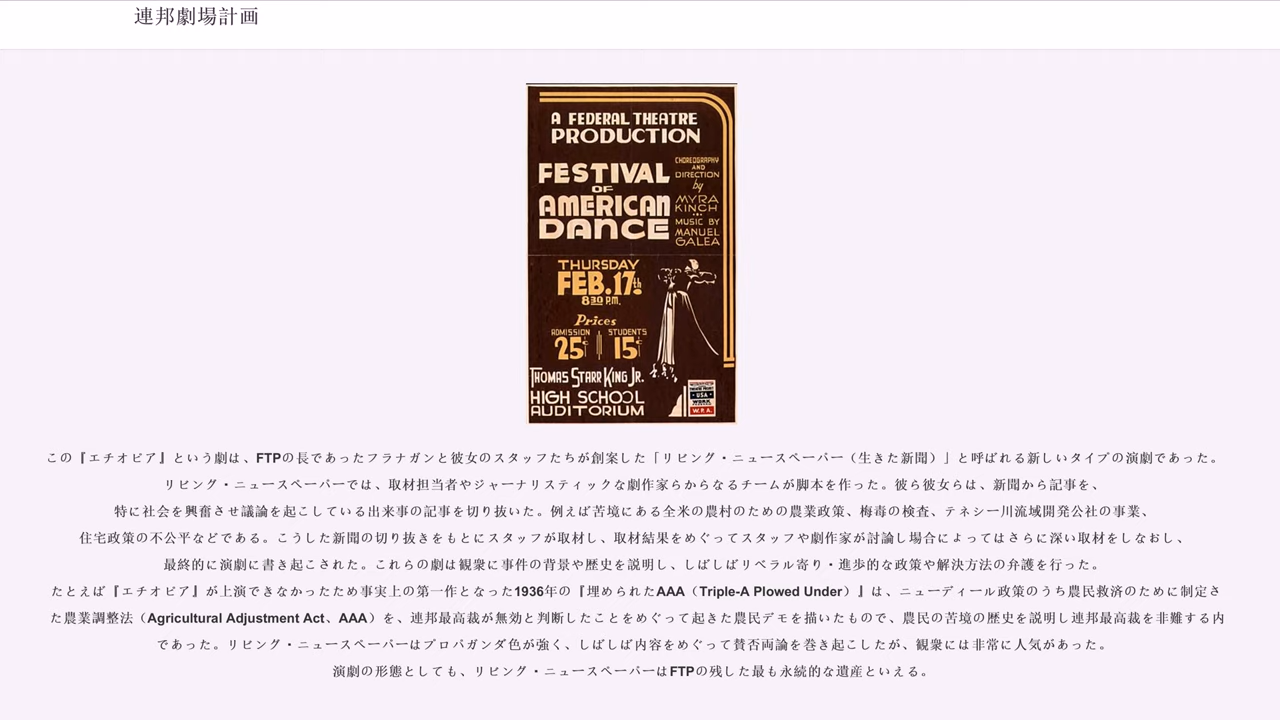 連邦劇場計画
A FEDERAL THEATRE
PRODUCTION
FESTIVAL
OF
AMERICAN
DANCE
CHOREOGRAPHY
AND
DIRECTION
by
MYRA
KINCH
MUSIC BY
MANUEL
GALEA
THURSDAY
FEB. 17th
8:30 P.M.
Prices
ADMISSION
25¢
STUDENTS
15¢
THOMAS STARR KING JR.
HIGH SCHOOL
AUDITORIUM
USA
WORK
W.P.A.
この『エチオピア』という劇は、FTPの長であったフラナガンと彼女のスタッフたちが創案した「リビング・ニュースペーパー（生きた新聞）」と呼ばれる新しいタイプの演劇であった。
リビング・ニュースペーパーでは、取材担当者やジャーナリスティックな劇作家らからなるチームが脚本を作った。彼ら彼女らは、新聞から記事を、
特に社会を興奮させ議論を起こしている出来事の記事を切り抜いた。例えば苦境にある全米の農村のための農業政策、梅毒の検査、テネシー川流域開発公社の事業、
住宅政策の不公平などである。こうした新聞の切り抜きをもとにスタッフが取材し、取材結果をめぐってスタッフや劇作家が討論し場合によってはさらに深い取材をしなおし、
最終的に演劇に書き起こされた。これらの劇は観衆に事件の背景や歴史を説明し、しばしばリベラル寄り・進歩的な政策や解決方法の弁護を行った。
たとえば『エチオピア』が上演できなかったため事実上の第一作となった1936年の『埋められたAAA（Triple-A Plowed Under）』は、ニューディール政策のうち農民救済のために制定さ
れた農業調整法（Agricultural Adjustment Act、AAA）を、連邦最高裁が無効と判断したことをめぐって起きた農民デモを描いたもので、農民の苦境の歴史を説明し連邦最高裁を非難する内
であった。リビング・ニュースペーパーはプロパガンダ色が強く、しばしば内容をめぐって賛否両論を巻き起こしたが、観衆には非常に人気があった。
演劇の形態としても、リビング・ニュースペーパーはFTPの残した最も永続的な遺産といえる。